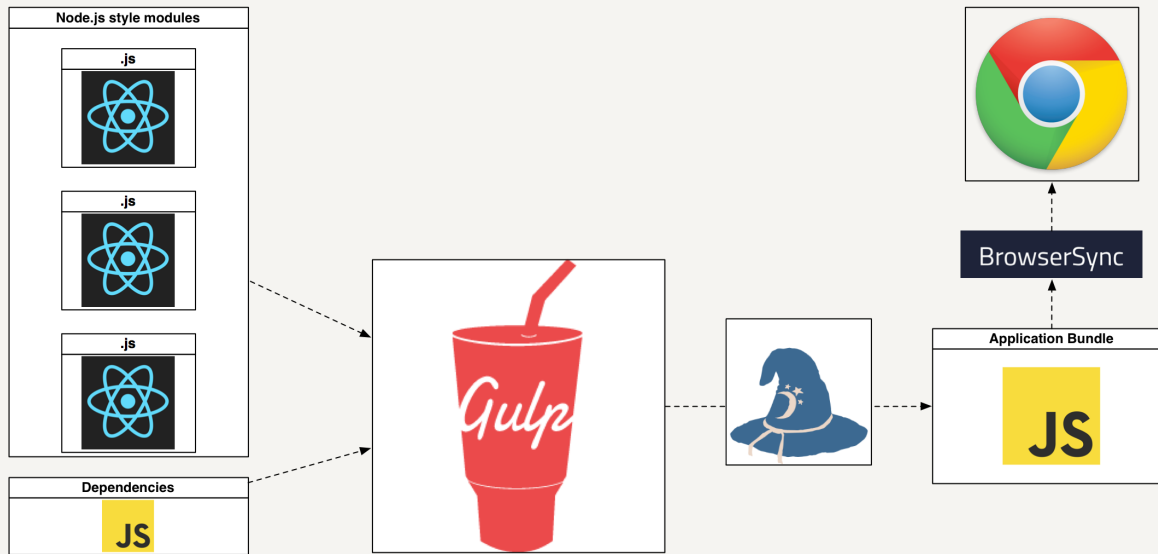 Node.js style modules
.js
.js
.js
Dependencies
JS
Gulp
Application Bundle
JS
BrowserSync